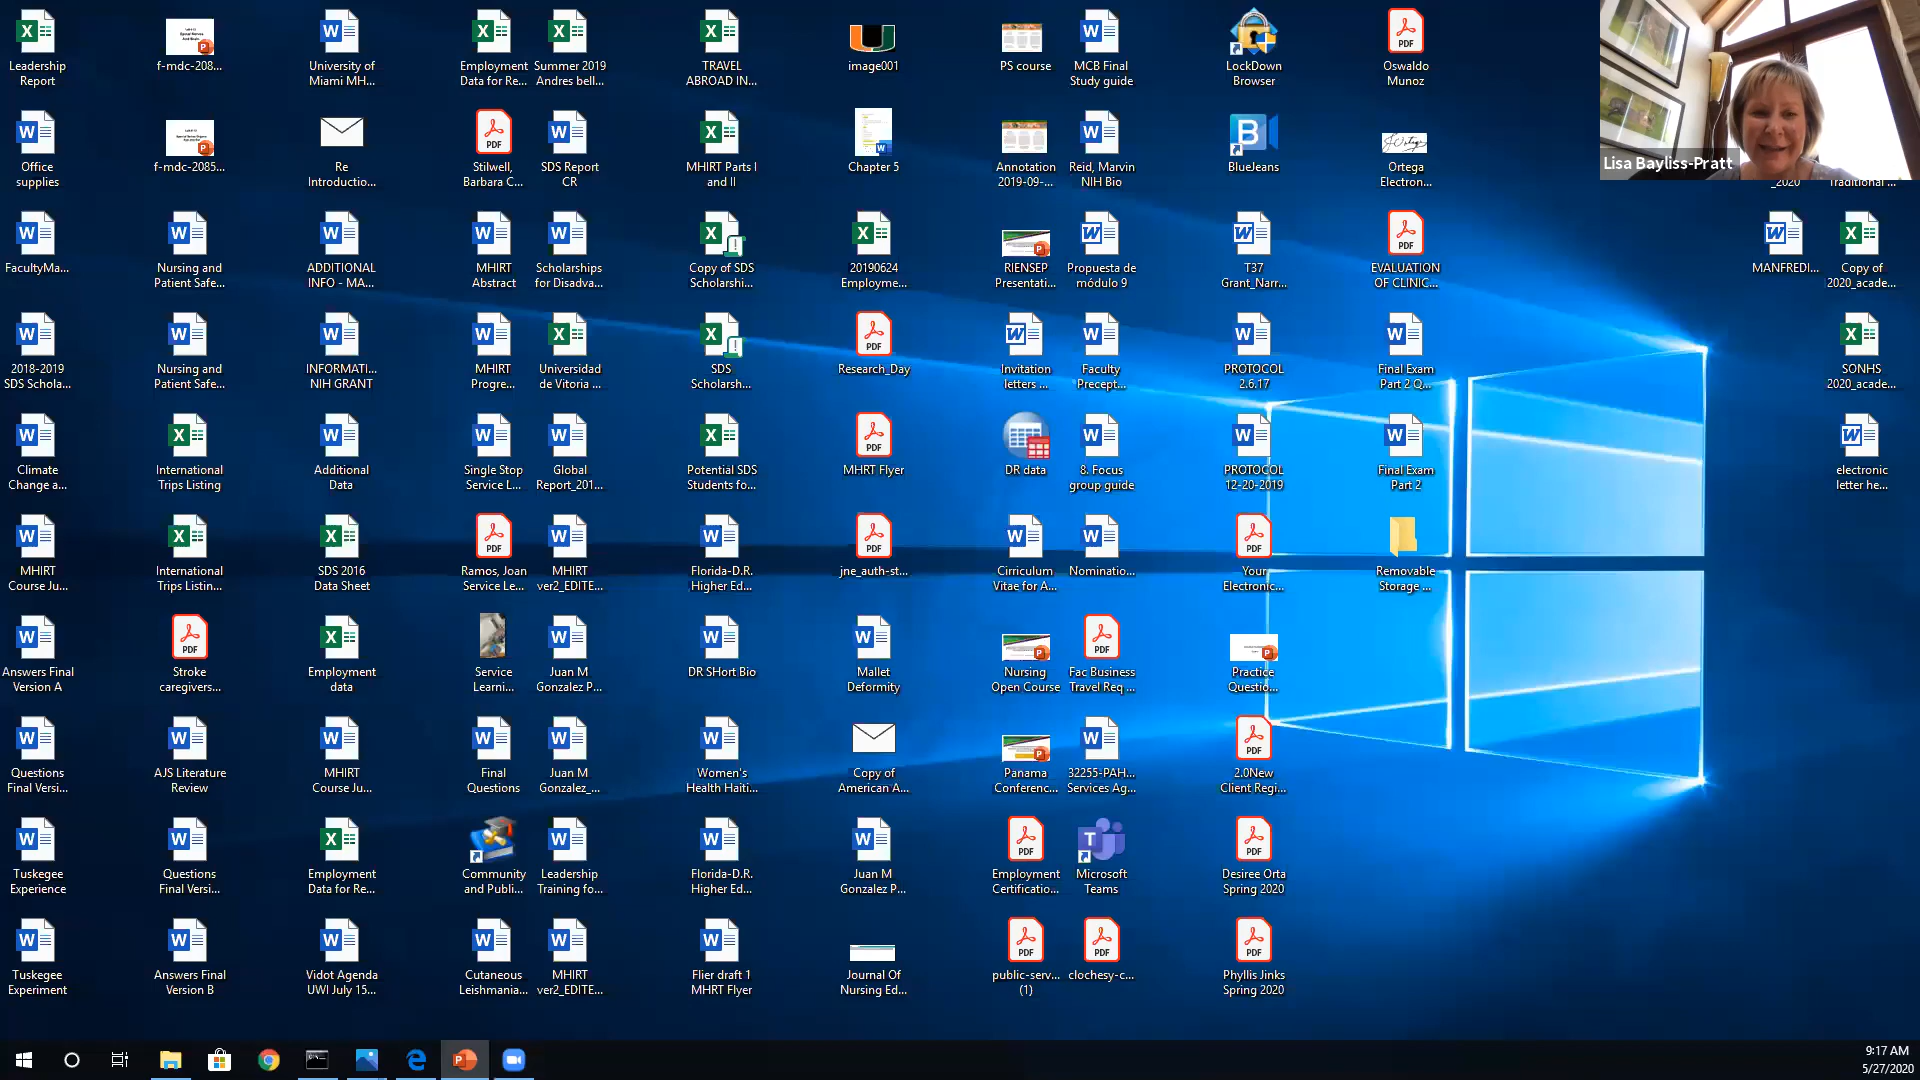 Leadership
Report
f-mdc-208...
University of
Miami MH...
Employment
Data for Re...
Summer 2019
Andres bell...
TRAVEL
ABROAD IN...
image001
PS course
MCB Final
Study guide
LockDown
Browser
Oswaldo
Munoz
Lisa Bayliss-Pratt
Office
supplies
f-mdc-2085...
Re
Introductio...
Stilwell,
Barbara C...
SDS Report
CR
MHIRT Parts I
and II
Chapter 5
Annotation
2019-09-...
Reid, Marvin
NIH Bio
BlueJeans
Ortega
Electron...
_2020
Traditional ...
FacultyMa...
Nursing and
Patient Safe...
ADDITIONAL
INFO - MA...
MHIRT
Abstract
Scholarships
for Disadva...
Copy of SDS
Scholarshi...
20190624
Employme...
RIENSEP
Presentati...
Propuesta de
módulo 9
T37
Grant_Narr...
EVALUATION
OF CLINIC...
MANFREDI...
Copy of
2020_acade...
2018-2019
SDS Schola...
Nursing and
Patient Safe...
INFORMATI...
NIH GRANT
MHIRT
Progre...
Universidad
de Vitoria ...
SDS
Scholarsh...
Research_Day
Invitation
letters ...
Faculty
Precept...
PROTOCOL
2.6.17
Final Exam
Part 2 Q...
SONHS
2020_acade...
Climate
Change a...
International
Trips Listing
Additional
Data
Single Stop
Service L...
Global
Report_201...
Potential SDS
Students fo...
MHRT Flyer
DR data
8. Focus
group guide
PROTOCOL
12-20-2019
Final Exam
Part 2
electronic
letter he...
MHIRT
Course Ju...
International
Trips Listin...
SDS 2016
Data Sheet
Ramos, Joan
Service Le...
MHIRT
ver2_EDITE...
Florida-D.R.
Higher Ed...
jne_auth-st...
Cirriculum
Vitae for A...
Nominatio...
Your
Electronic...
Removable
Storage ...
Answers Final
Version A
Stroke
caregivers...
Employment
data
Service
Learni...
Juan M
Gonzalez P...
DR SHort Bio
Mallet
Deformity
Nursing
Open Course
Fac Business
Travel Req ...
Practice
Questio...
Questions
Final Versi...
AJS Literature
Review
MHIRT
Course Ju...
Final
Questions
Juan M
Gonzalez_...
Women's
Health Haiti...
Copy of
American A...
Panama
Conferenc...
32255-PAH...
Services Ag...
2.0New
Client Regi...
Tuskegee
Experience
Questions
Final Versi...
Employment
Data for Re...
Community
and Publi...
Leadership
Training fo...
Florida-D.R.
Higher Ed...
Juan M
Gonzalez P...
Employment
Certificatio...
Microsoft
Teams
Desiree Orta
Spring 2020
Tuskegee
Experiment
Answers Final
Version B
Vidot Agenda
UWI July 15...
Cutaneous
Leishmania...
MHIRT
ver2_EDITE...
Flier draft 1
MHRT Flyer
Journal Of
Nursing Ed...
public-serv...
(1)
clochesy-c...
Phyllis Jinks
Spring 2020
9:17 AM
5/27/2020